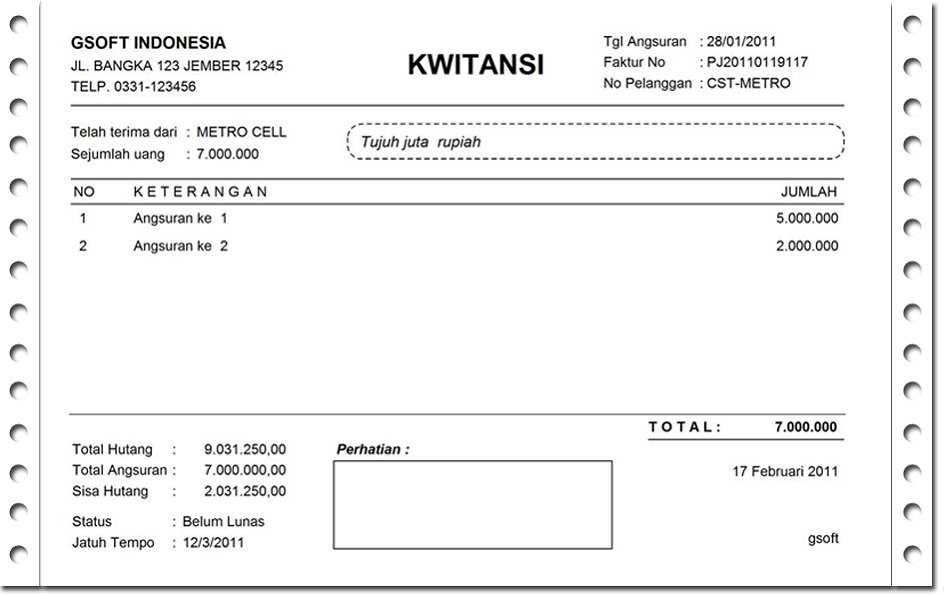 GSOFT INDONESIA
JL. BANGKA 123 JEMBER 12345
TELP. 0331-123456
KWITANSI
Tgl Angsuran : 28/01/2011
Faktur No : PJ20110119117
No Pelanggan : CST-METRO
Telah terima dari : METRO CELL
Sejumlah uang : 7.000.000
Tujuh juta rupiah
NO K E T E R A N G A N JUMLAH
1 Angsuran ke 1 5.000.000
2 Angsuran ke 2 2.000.000
T O T A L : 7.000.000
Total Hutang : 9.031.250,00
Total Angsuran : 7.000.000,00
Sisa Hutang : 2.031.250,00
Status : Belum Lunas
Jatuh Tempo : 12/3/2011
Perhatian :
17 Februari 2011
gsoft